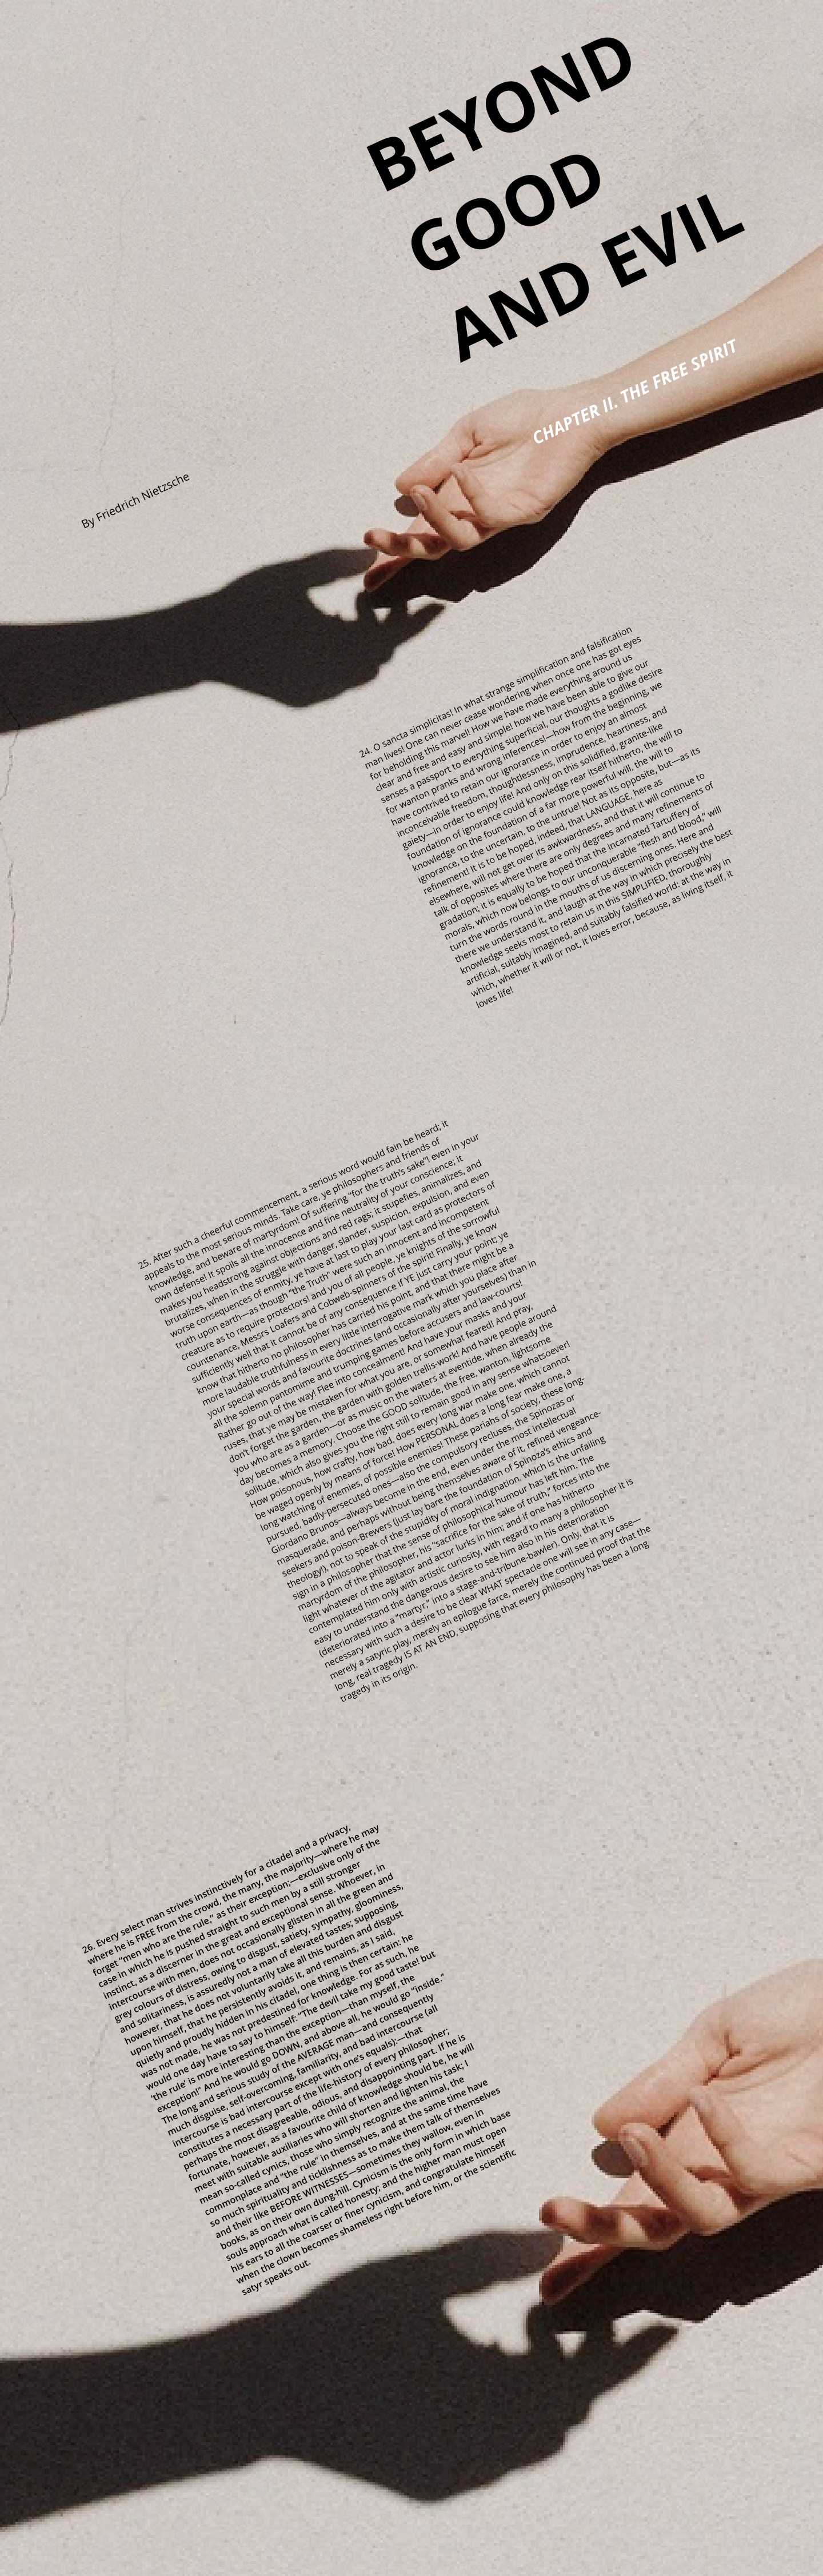 BEYOND
GOOD
AND EVIL
CHAPTER II. THE FREE SPIRIT
By Friedrich Nietzsche
24. O sancta simplicitas! In what strange simplification and falsification
man lives! One can never cease wondering when once one has got eyes
for beholding this marvel! How we have made everything around us
clear and free and easy and simple! how we have been able to give our
senses a passport to everything superficial, our thoughts a godlike desire
for wanton pranks and wrong inferences!—how from the beginning, we
have contrived to retain our ignorance in order to enjoy an almost
inconceivable freedom, thoughtlessness, imprudence, heartiness, and
gaiety—in order to enjoy life! And only on this solidified, granite-like
foundation of ignorance could knowledge rear itself hitherto, the will to
knowledge on the foundation of a far more powerful will, the will to
ignorance, to the uncertain, to the untrue! Not as its opposite, but—as its
refinement! It is to be hoped, indeed, that LANGUAGE, here as
elsewhere, will not get over its awkwardness, and that it will continue to
talk of opposites where there are only degrees and many refinements of
gradation; it is equally to be hoped that the incarnated Tartuffery of
morals, which now belongs to our unconquerable "flesh and blood," will
turn the words round in the mouths of us discerning ones. Here and
there we understand it, and laugh at the way in which precisely the best
knowledge seeks most to retain us in this SIMPLIFIED, thoroughly
artificial, suitably imagined, and suitably falsified world: at the way in
which, whether it will or not, it loves error, because, as living itself, it
loves life!
25. After such a cheerful commencement, a serious word would fain be heard; it
appeals to the most serious minds. Take care, ye philosophers and friends of
knowledge, and beware of martyrdom! Of suffering "for the truth's sake"! even in your
own defense! It spoils all the innocence and fine neutrality of your conscience; it
makes you headstrong against objections and red rags; it stupefies, animalizes, and
brutalizes, when in the struggle with danger, slander, suspicion, expulsion, and even
worse consequences of enmity, ye have at last to play your last card as protectors of
truth upon earth—as though "the Truth" were such an innocent and incompetent
creature as to require protectors! and you of all people, ye knights of the sorrowful
countenance, Messrs Loafers and Cobweb-spinners of the spirit! Finally, ye know
sufficiently well that it cannot be of any consequence if YE just carry your point; ye
know that hitherto no philosopher has carried his point, and that there might be a
more laudable truthfulness in every little interrogative mark which you place after
your special words and favourite doctrines (and occasionally after yourselves) than in
all the solemn pantomime and trumping games before accusers and law-courts!
Rather go out of the way! Flee into concealment! And have your masks and your
ruses, that ye may be mistaken for what you are, or somewhat feared! And pray,
don't forget the garden, the garden with golden trellis-work! And have people around
you who are as a garden—or as music on the waters at eventide, when already the
day becomes a memory. Choose the GOOD solitude, the free, wanton, lightsome
solitude, which also gives you the right still to remain good in any sense whatsoever!
How poisonous, how crafty, how bad, does every long war make one, which cannot
be waged openly by means of force! How PERSONAL does a long fear make one, a
long watching of enemies, of possible enemies! These pariahs of society, these long-
pursued, badly-persecuted ones—also the compulsory recluses, the Spinozas or
Giordano Brunos—always become in the end, even under the most intellectual
masquerade, and perhaps without being themselves aware of it, refined vengeance-
seekers and poison-Brewers (just lay bare the foundation of Spinoza's ethics and
theology!), not to speak of the stupidity of moral indignation, which is the unfailing
sign in a philosopher that the sense of philosophical humour has left him. The
martyrdom of the philosopher, his "sacrifice for the sake of truth," forces into the
light whatever of the agitator and actor lurks in him; and if one has hitherto
contemplated him only with artistic curiosity, with regard to many a philosopher it is
easy to understand the dangerous desire to see him also in his deterioration
(deteriorated into a "martyr," into a stage-and-tribune-bawler). Only, that it is
necessary with such a desire to be clear WHAT spectacle one will see in any case—
merely a satyric play, merely an epilogue farce, merely the continued proof that the
long, real tragedy IS AT AN END, supposing that every philosophy has been a long
tragedy in its origin.
26. Every select man strives instinctively for a citadel and a privacy,
where he is FREE from the crowd, the many, the majority—where he may
forget "men who are the rule," as their exception;—exclusive only of the
case in which he is pushed straight to such men by a still stronger
instinct, as a discerner in the great and exceptional sense. Whoever, in
intercourse with men, does not occasionally glisten in all the green and
grey colours of distress, owing to disgust, satiety, sympathy, gloominess,
and solitariness, is assuredly not a man of elevated tastes; supposing,
however, that he does not voluntarily take all this burden and disgust
upon himself, that he persistently avoids it, and remains, as I said,
quietly and proudly hidden in his citadel, one thing is then certain: he
was not made, he was not predestined for knowledge. For as such, he
would one day have to say to himself: "The devil take my good taste! but
'the rule' is more interesting than the exception—than myself, the
exception!" And he would go DOWN, and above all, he would go "inside."
The long and serious study of the AVERAGE man—and consequently
much disguise, self-overcoming, familiarity, and bad intercourse (all
intercourse is bad intercourse except with one's equals):—that
constitutes a necessary part of the life-history of every philosopher;
perhaps the most disagreeable, odious, and disappointing part. If he is
fortunate, however, as a favourite child of knowledge should be, he will
meet with suitable auxiliaries who will shorten and lighten his task; I
mean so-called cynics, those who simply recognize the animal, the
commonplace and "the rule" in themselves, and at the same time have
so much spirituality and ticklishness as to make them talk of themselves
and their like BEFORE WITNESSES—sometimes they wallow, even in
books, as on their own dung-hill. Cynicism is the only form in which base
souls approach what is called honesty; and the higher man must open
his ears to all the coarser or finer cynicism, and congratulate himself
when the clown becomes shameless right before him, or the scientific
satyr speaks out.